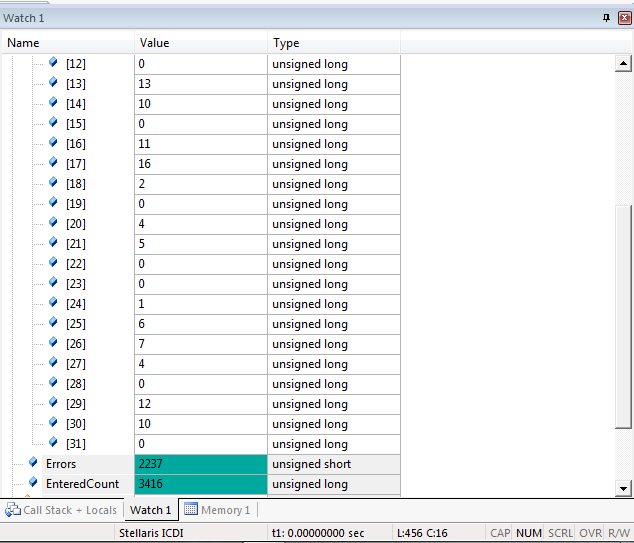 Watch 1
Name Value Type
[12] 0 unsigned long
[13] 13 unsigned long
[14] 10 unsigned long
[15] 0 unsigned long
[16] 11 unsigned long
[17] 16 unsigned long
[18] 2 unsigned long
[19] 0 unsigned long
[20] 4 unsigned long
[21] 5 unsigned long
[22] 0 unsigned long
[23] 0 unsigned long
[24] 1 unsigned long
[25] 6 unsigned long
[26] 7 unsigned long
[27] 4 unsigned long
[28] 0 unsigned long
[29] 12 unsigned long
[30] 10 unsigned long
[31] 0 unsigned long
Errors 2237 unsigned short
EnteredCount 3416 unsigned long
Call Stack + Locals Watch 1 Memory 1
Stellaris ICDI t1: 0.00000000 sec L:456 C:16 CAP NUM SCRL OVR R/W